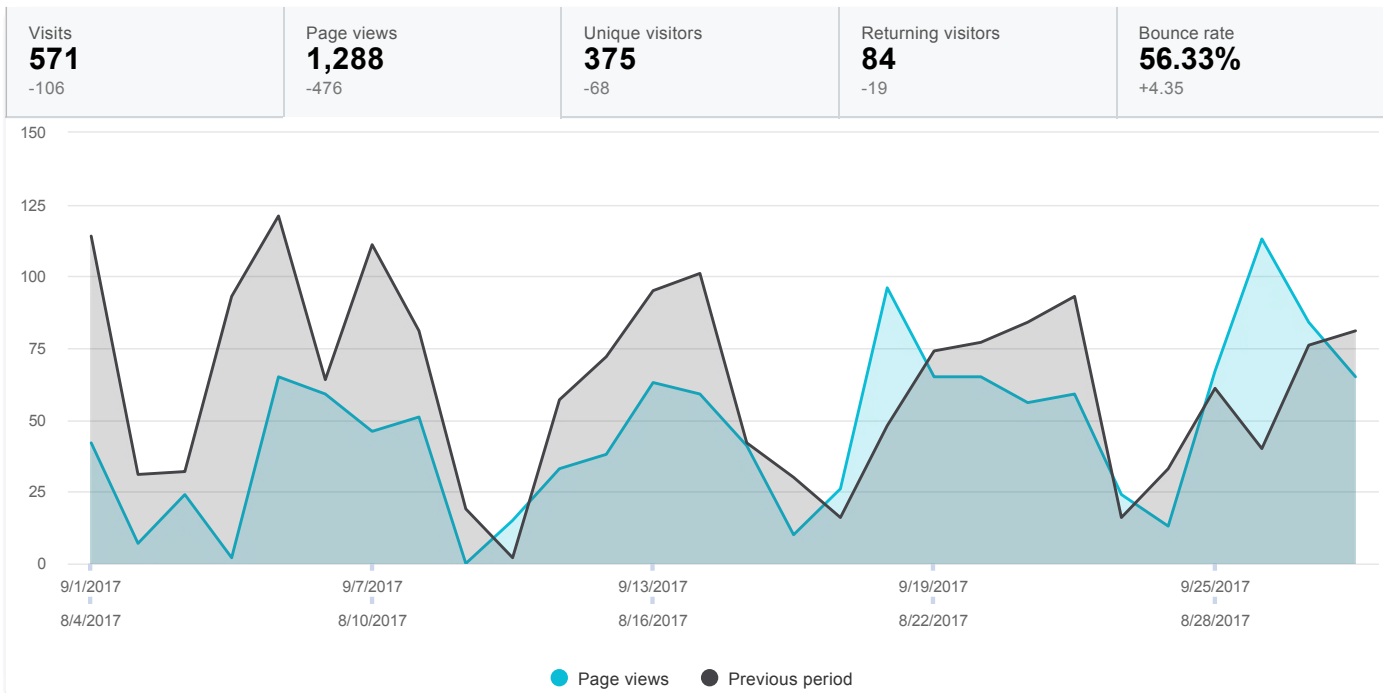 Visits Page views Unique visitors Returning visitors Bounce rate
571 1,288 375 84 56.33%
-106 -476 -68 -19 +4.35
150
125
100
75
50
25
0
9/1/2017 9/7/2017 9/13/2017 9/19/2017 9/25/2017
8/4/2017 8/10/2017 8/16/2017 8/22/2017 8/28/2017
Page views Previous period